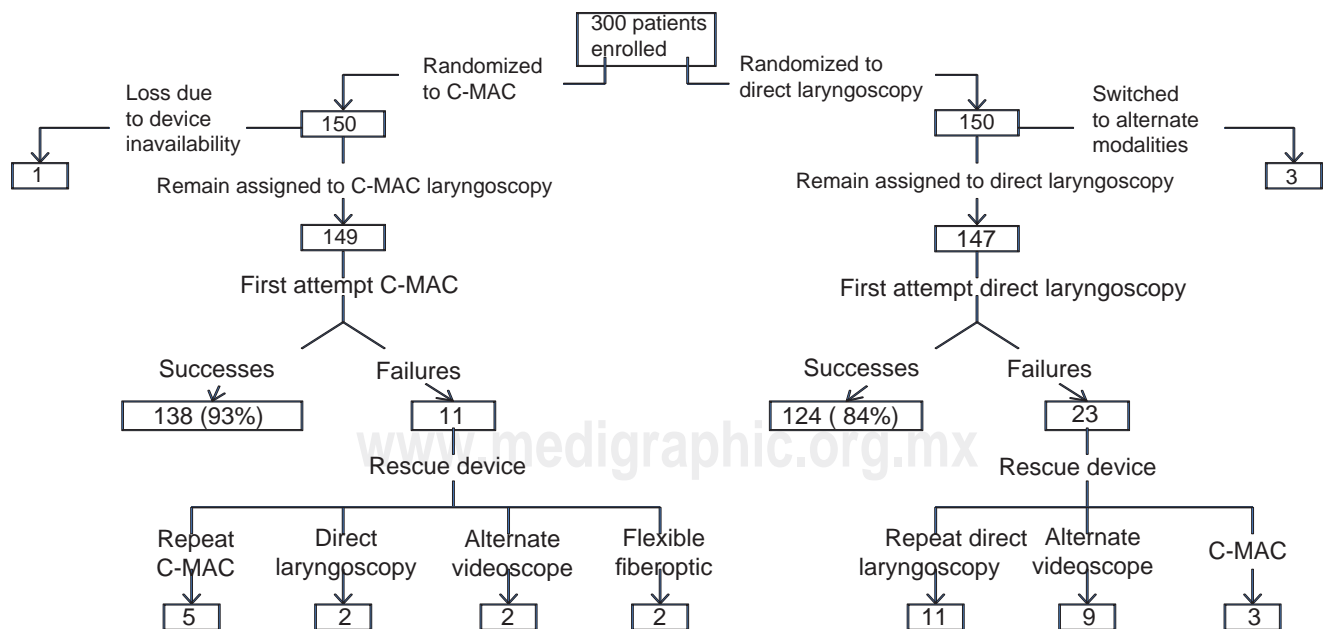 300 patients
enrolled
Randomized
to C-MAC
Randomized to
direct laryngoscopy
Loss due
to device
inavailability
150
150
Switched
to alternate
modalities
1
Remain assigned to C-MAC laryngoscopy
Remain assigned to direct laryngoscopy
3
149
147
First attempt C-MAC
First attempt direct laryngoscopy
Successes
Failures
Successes
Failures
138 (93%)
11
124 ( 84%)
23
www.medigraphic.org.mx
Rescue device
Rescue device
Repeat
C-MAC
Direct
laryngoscopy
Alternate
videoscope
Flexible
fiberoptic
Repeat direct
laryngoscopy
Alternate
videoscope
C-MAC
5
2
2
2
11
9
3